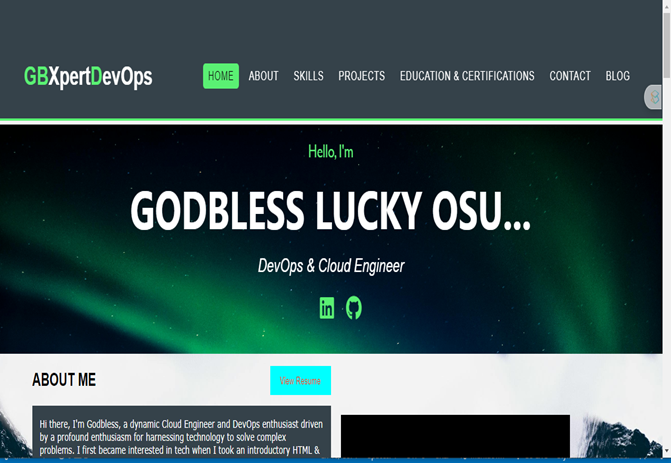 GBXpertDevOps
HOME ABOUT SKILLS PROJECTS EDUCATION & CERTIFICATIONS CONTACT BLOG
Hello, I'm
GODBLESS LUCKY OSU...
DevOps & Cloud Engineer
ABOUT ME
View Resume
Hi there, I'm Godbless, a dynamic Cloud Engineer and DevOps enthusiast driven
by a profound enthusiasm for harnessing technology to solve complex
problems. I first became interested in tech when I took an introductory HTML &